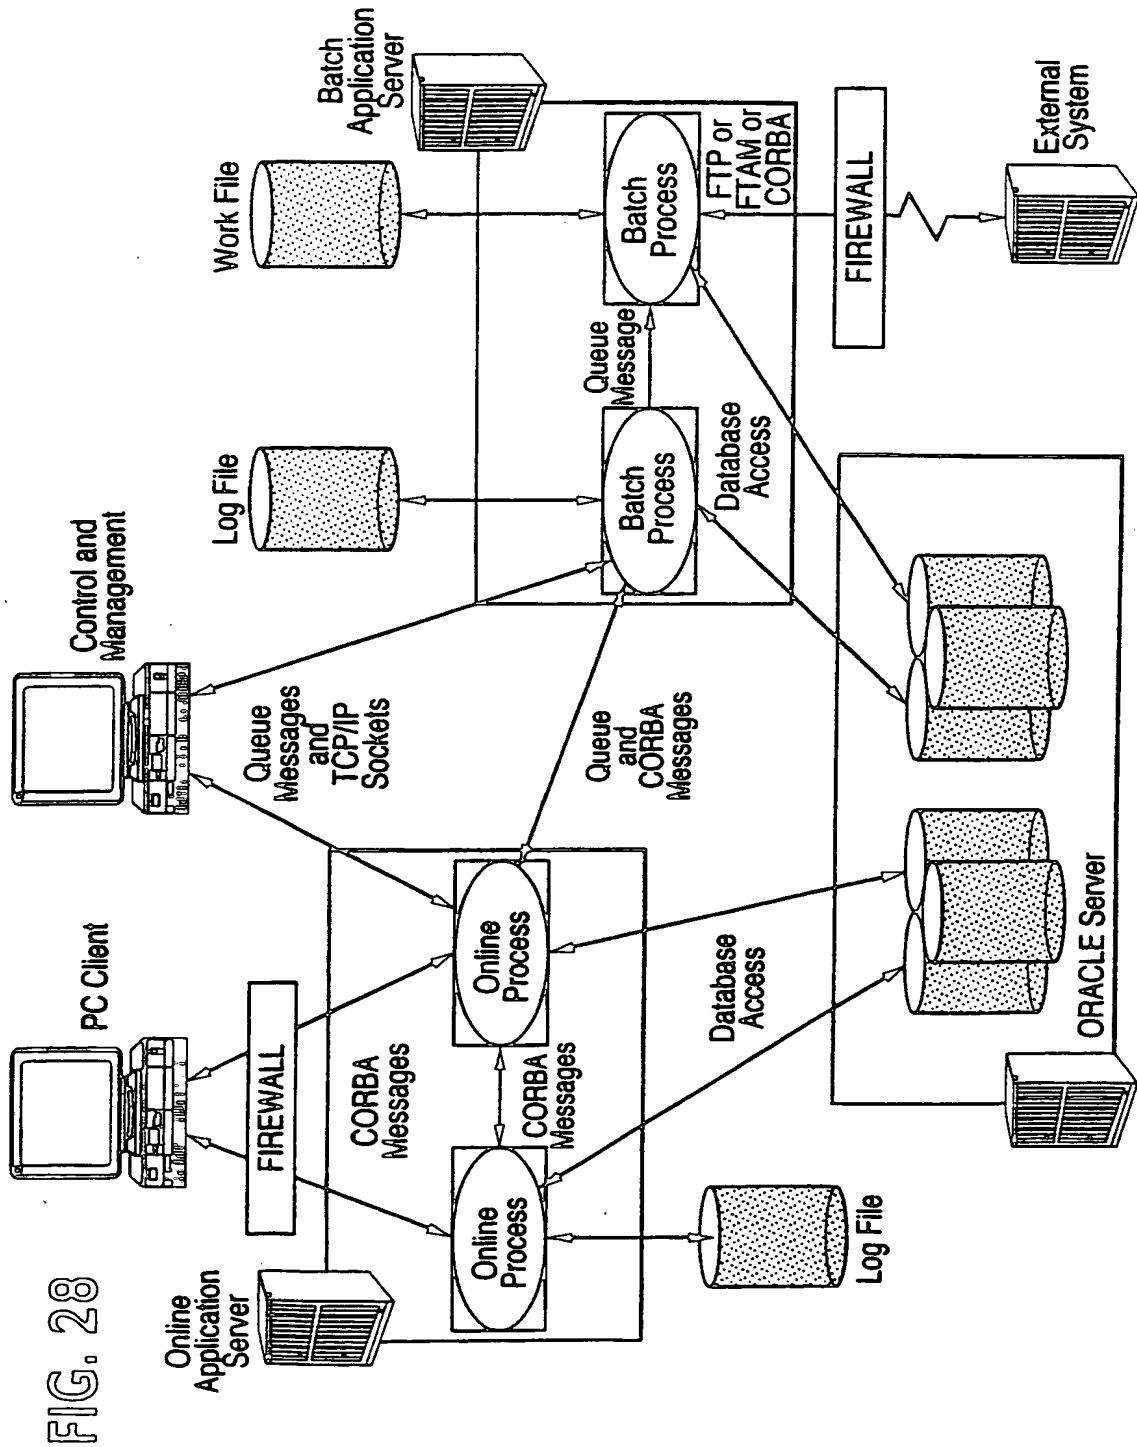 FIG. 28
Online
Application
Server
PC Client
Control and
Management
FIREWALL
CORBA
Messages
Queue
Messages
and
TCP/IP
Sockets
Log File
Work File
Batch
Application
Server
Online
Process
CORBA
Messages
Online
Process
Queue
and
CORBA
Messages
Batch
Process
Queue
Message
Batch
Process
FTP or
FTAM or
CORBA
Log File
Database
Access
Database
Access
FIREWALL
ORACLE Server
External
System